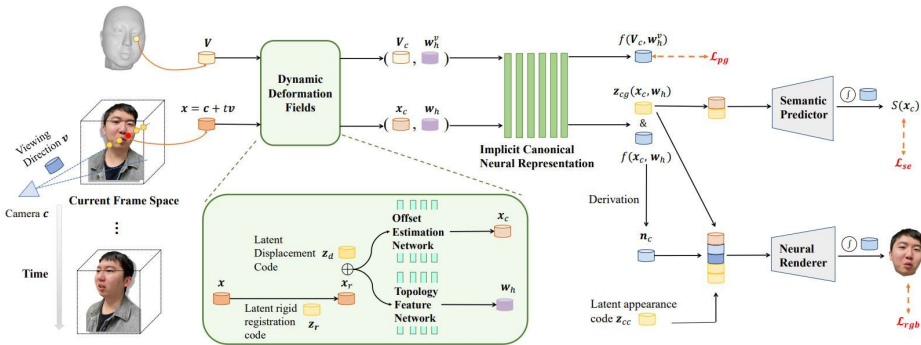 V
Dynamic
Deformation
Fields
( V_c , w_h^v )
f(V_c, w_h^v)
ℒ_pg
x = c + tv
( x_c , w_h )
Implicit Canonical
Neural Representation
z_cg(x_c, w_h)
&
f(x_c, w_h)
Semantic
Predictor
∫
S(x_c)
ℒ_se
Viewing
Direction v
Camera c
Current Frame Space
⋮
Time
Offset
Estimation
Network
x_c
Latent
Displacement
Code
z_d
⊕
x
x_r
Latent rigid
registration
code
z_r
Topology
Feature
Network
w_h
Derivation
n_c
Latent appearance
code z_cc
Neural
Renderer
∫
ℒ_rgb